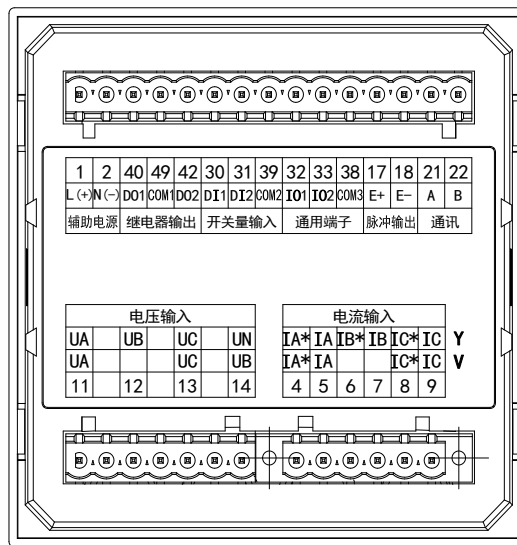 1 2 40 49 42 30 31 39 32 33 38 17 18 21 22
L(+) N(-) DO1 COM1 DO2 DI1 DI2 COM2 IO1 IO2 COM3 E+ E- A B
辅助电源 继电器输出 开关量输入 通用端子 脉冲输出 通讯
电压输入 电流输入
UA UB UC UN IA* IA IB* IB IC* IC Y
UA UC UB IA* IA IC* IC V
11 12 13 14 4 5 6 7 8 9